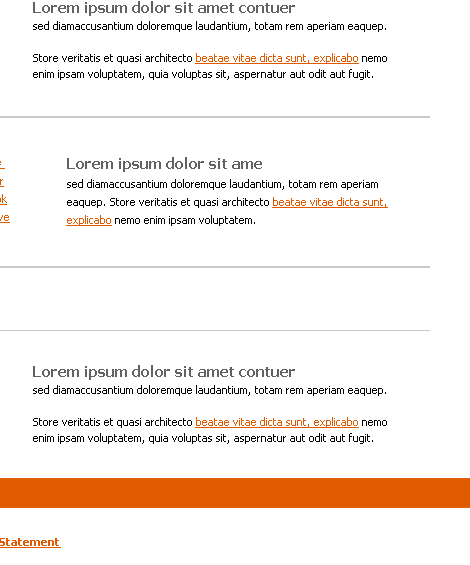 Lorem ipsum dolor sit amet contuer
sed diamaccusantium doloremque laudantium, totam rem aperiam eaquep.
Store veritatis et quasi architecto beatae vitae dicta sunt, explicabo nemo
enim ipsam voluptatem, quia voluptas sit, aspernatur aut odit aut fugit.
Lorem ipsum dolor sit ame
sed diamaccusantium doloremque laudantium, totam rem aperiam
eaquep. Store veritatis et quasi architecto beatae vitae dicta sunt,
explicabo nemo enim ipsam voluptatem.
Lorem ipsum dolor sit amet contuer
sed diamaccusantium doloremque laudantium, totam rem aperiam eaquep.
Store veritatis et quasi architecto beatae vitae dicta sunt, explicabo nemo
enim ipsam voluptatem, quia voluptas sit, aspernatur aut odit aut fugit.
Statement